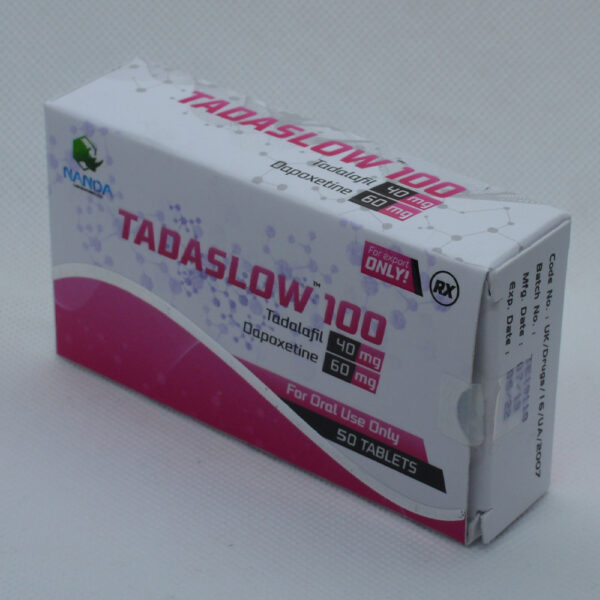 TADASLOW 100
Tadalafil 40 mg
Dapoxetine 60 mg
NANDA
TADASLOW™ 100
Tadalafil 40 mg
Dapoxetine 60 mg
For export
ONLY!
RX
For Oral Use Only
50 TABLETS
Code No.: UK/Drugs/15/UA/2007
Batch No. :
Mfg. Date :
Exp. Date :